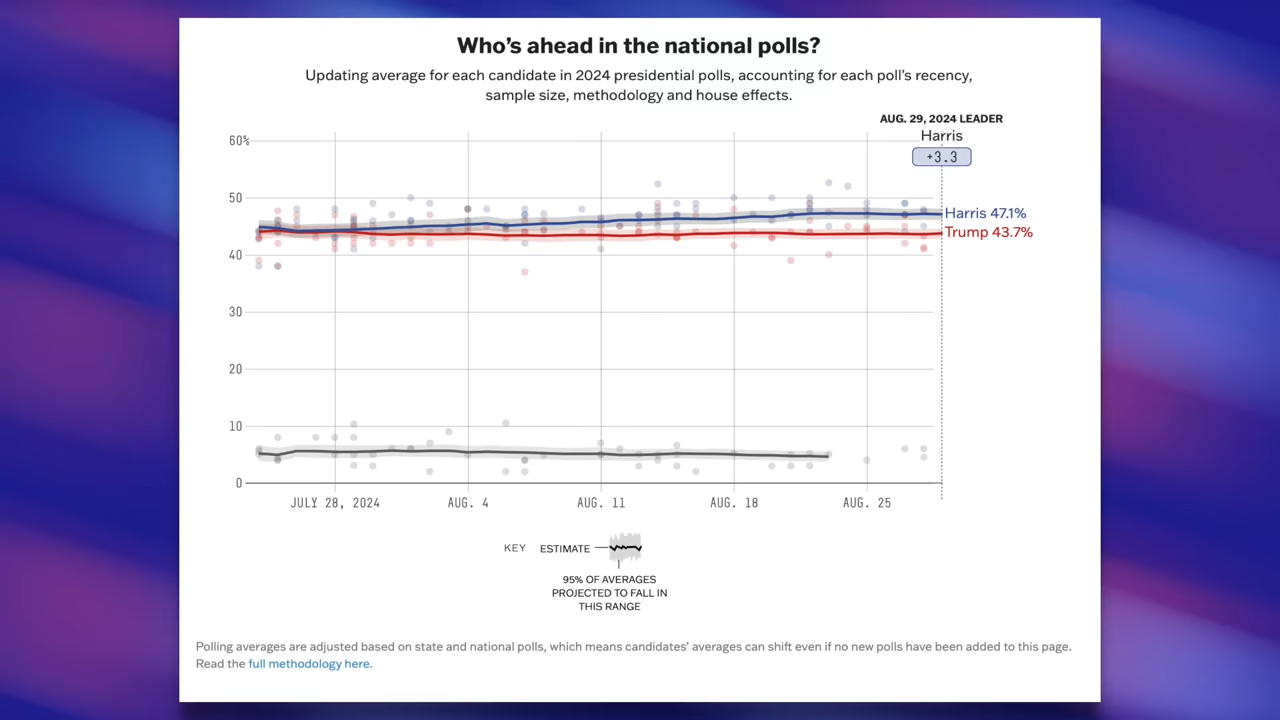 Who's ahead in the national polls?
Updating average for each candidate in 2024 presidential polls, accounting for each poll's recency,
sample size, methodology and house effects.
AUG. 29, 2024 LEADER
Harris
+3.3
60%
50
40
30
20
10
0
Harris 47.1%
Trump 43.7%
JULY 28, 2024 AUG. 4 AUG. 11 AUG. 18 AUG. 25
KEY ESTIMATE
95% OF AVERAGES
PROJECTED TO FALL IN
THIS RANGE
Polling averages are adjusted based on state and national polls, which means candidates' averages can shift even if no new polls have been added to this page.
Read the full methodology here.